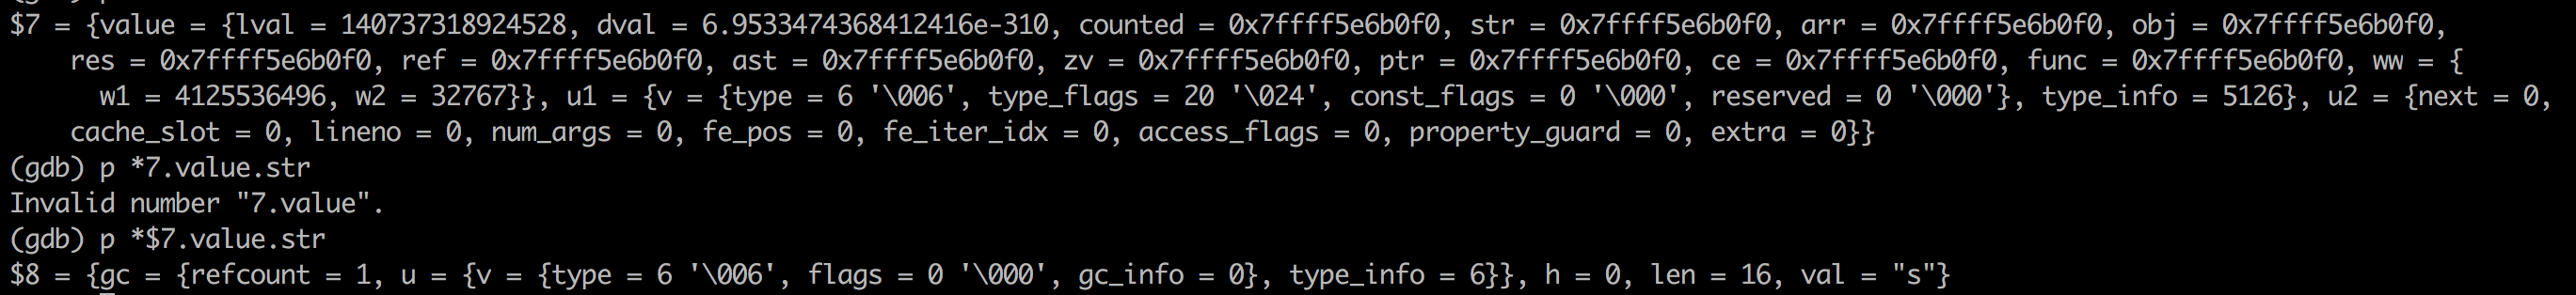 $7 = {value = {lval = 140737318924528, dval = 6.9533474368412416e-310, counted = 0x7ffff5e6b0f0, str = 0x7ffff5e6b0f0, arr = 0x7ffff5e6b0f0, obj = 0x7ffff5e6b0f0,
res = 0x7ffff5e6b0f0, ref = 0x7ffff5e6b0f0, ast = 0x7ffff5e6b0f0, zv = 0x7ffff5e6b0f0, ptr = 0x7ffff5e6b0f0, ce = 0x7ffff5e6b0f0, func = 0x7ffff5e6b0f0, ww = {
w1 = 4125536496, w2 = 32767}}, u1 = {v = {type = 6 '\006', type_flags = 20 '\024', const_flags = 0 '\000', reserved = 0 '\000'}, type_info = 5126}, u2 = {next = 0,
cache_slot = 0, lineno = 0, num_args = 0, fe_pos = 0, fe_iter_idx = 0, access_flags = 0, property_guard = 0, extra = 0}}
(gdb) p *7.value.str
Invalid number "7.value".
(gdb) p *$7.value.str
$8 = {gc = {refcount = 1, u = {v = {type = 6 '\006', flags = 0 '\000', gc_info = 0}, type_info = 6}}, h = 0, len = 16, val = "s"}